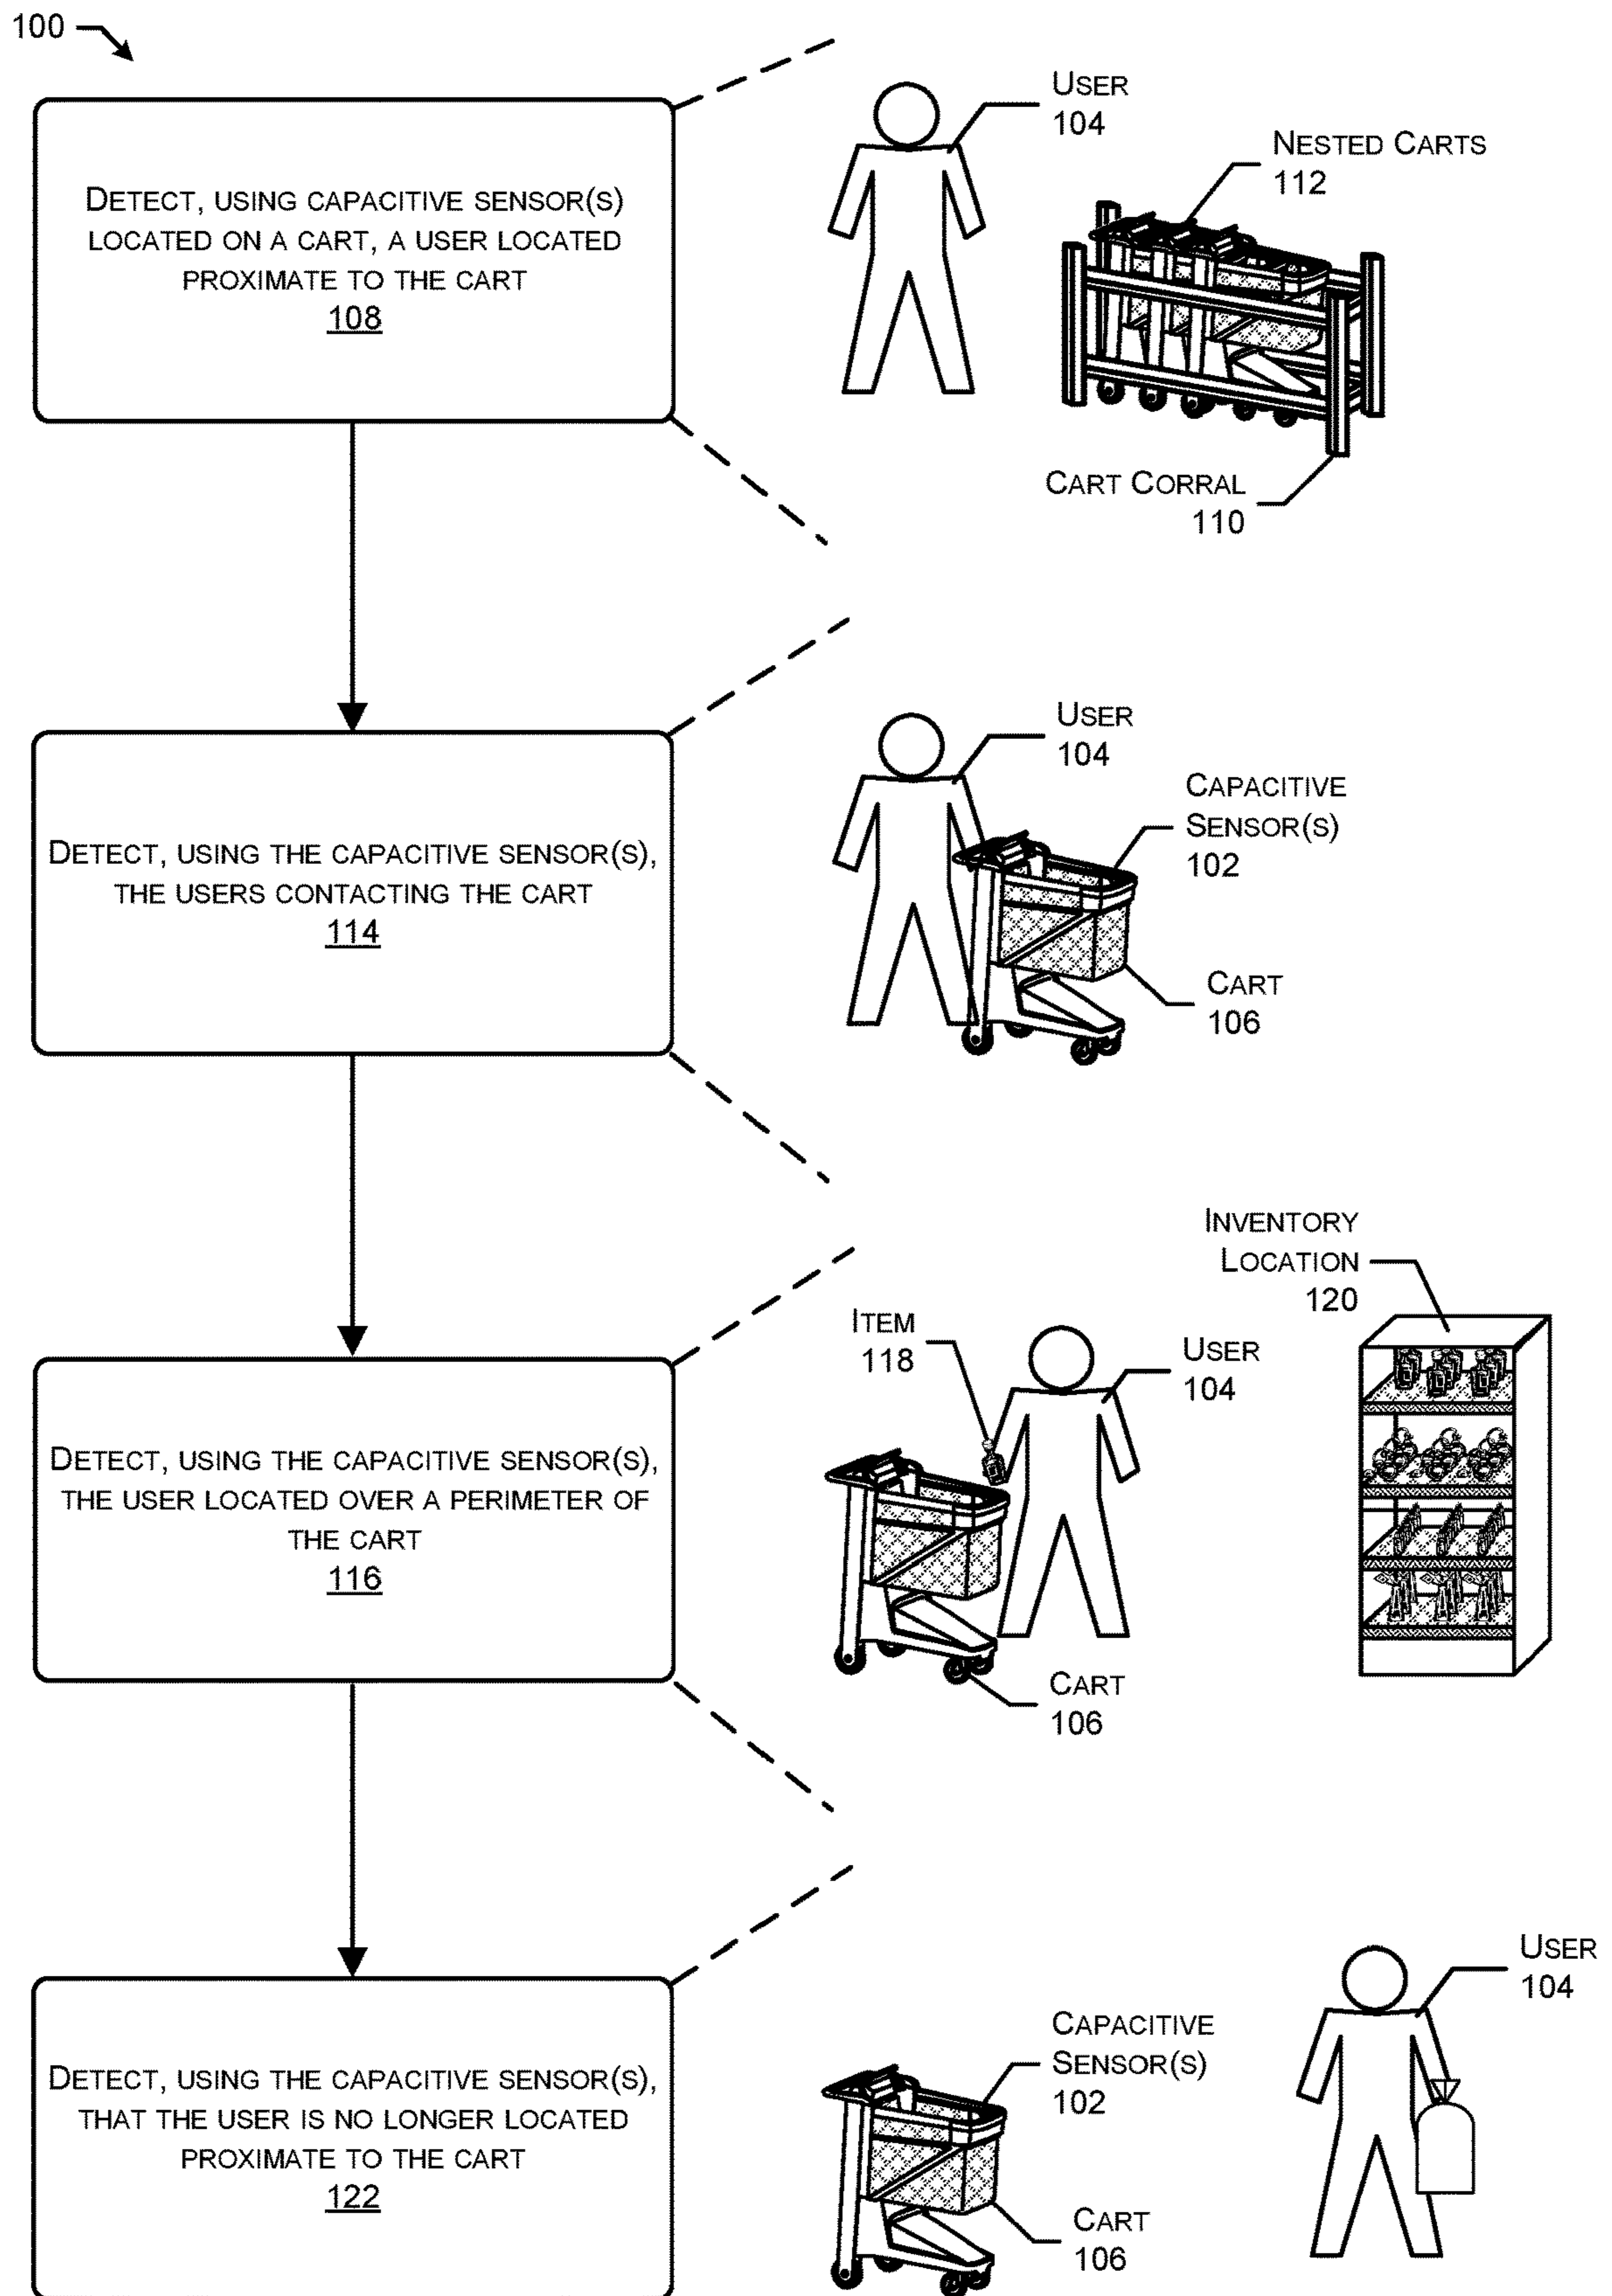 100
DETECT, USING CAPACITIVE SENSOR(S)
LOCATED ON A CART, A USER LOCATED
PROXIMATE TO THE CART
108
USER
104
NESTED CARTS
112
CART CORRAL
110
DETECT, USING THE CAPACITIVE SENSOR(S),
THE USERS CONTACTING THE CART
114
USER
104
CAPACITIVE
SENSOR(S)
102
CART
106
DETECT, USING THE CAPACITIVE SENSOR(S),
THE USER LOCATED OVER A PERIMETER OF
THE CART
116
ITEM
118
USER
104
INVENTORY
LOCATION
120
CART
106
DETECT, USING THE CAPACITIVE SENSOR(S),
THAT THE USER IS NO LONGER LOCATED
PROXIMATE TO THE CART
122
CAPACITIVE
SENSOR(S)
102
USER
104
CART
106